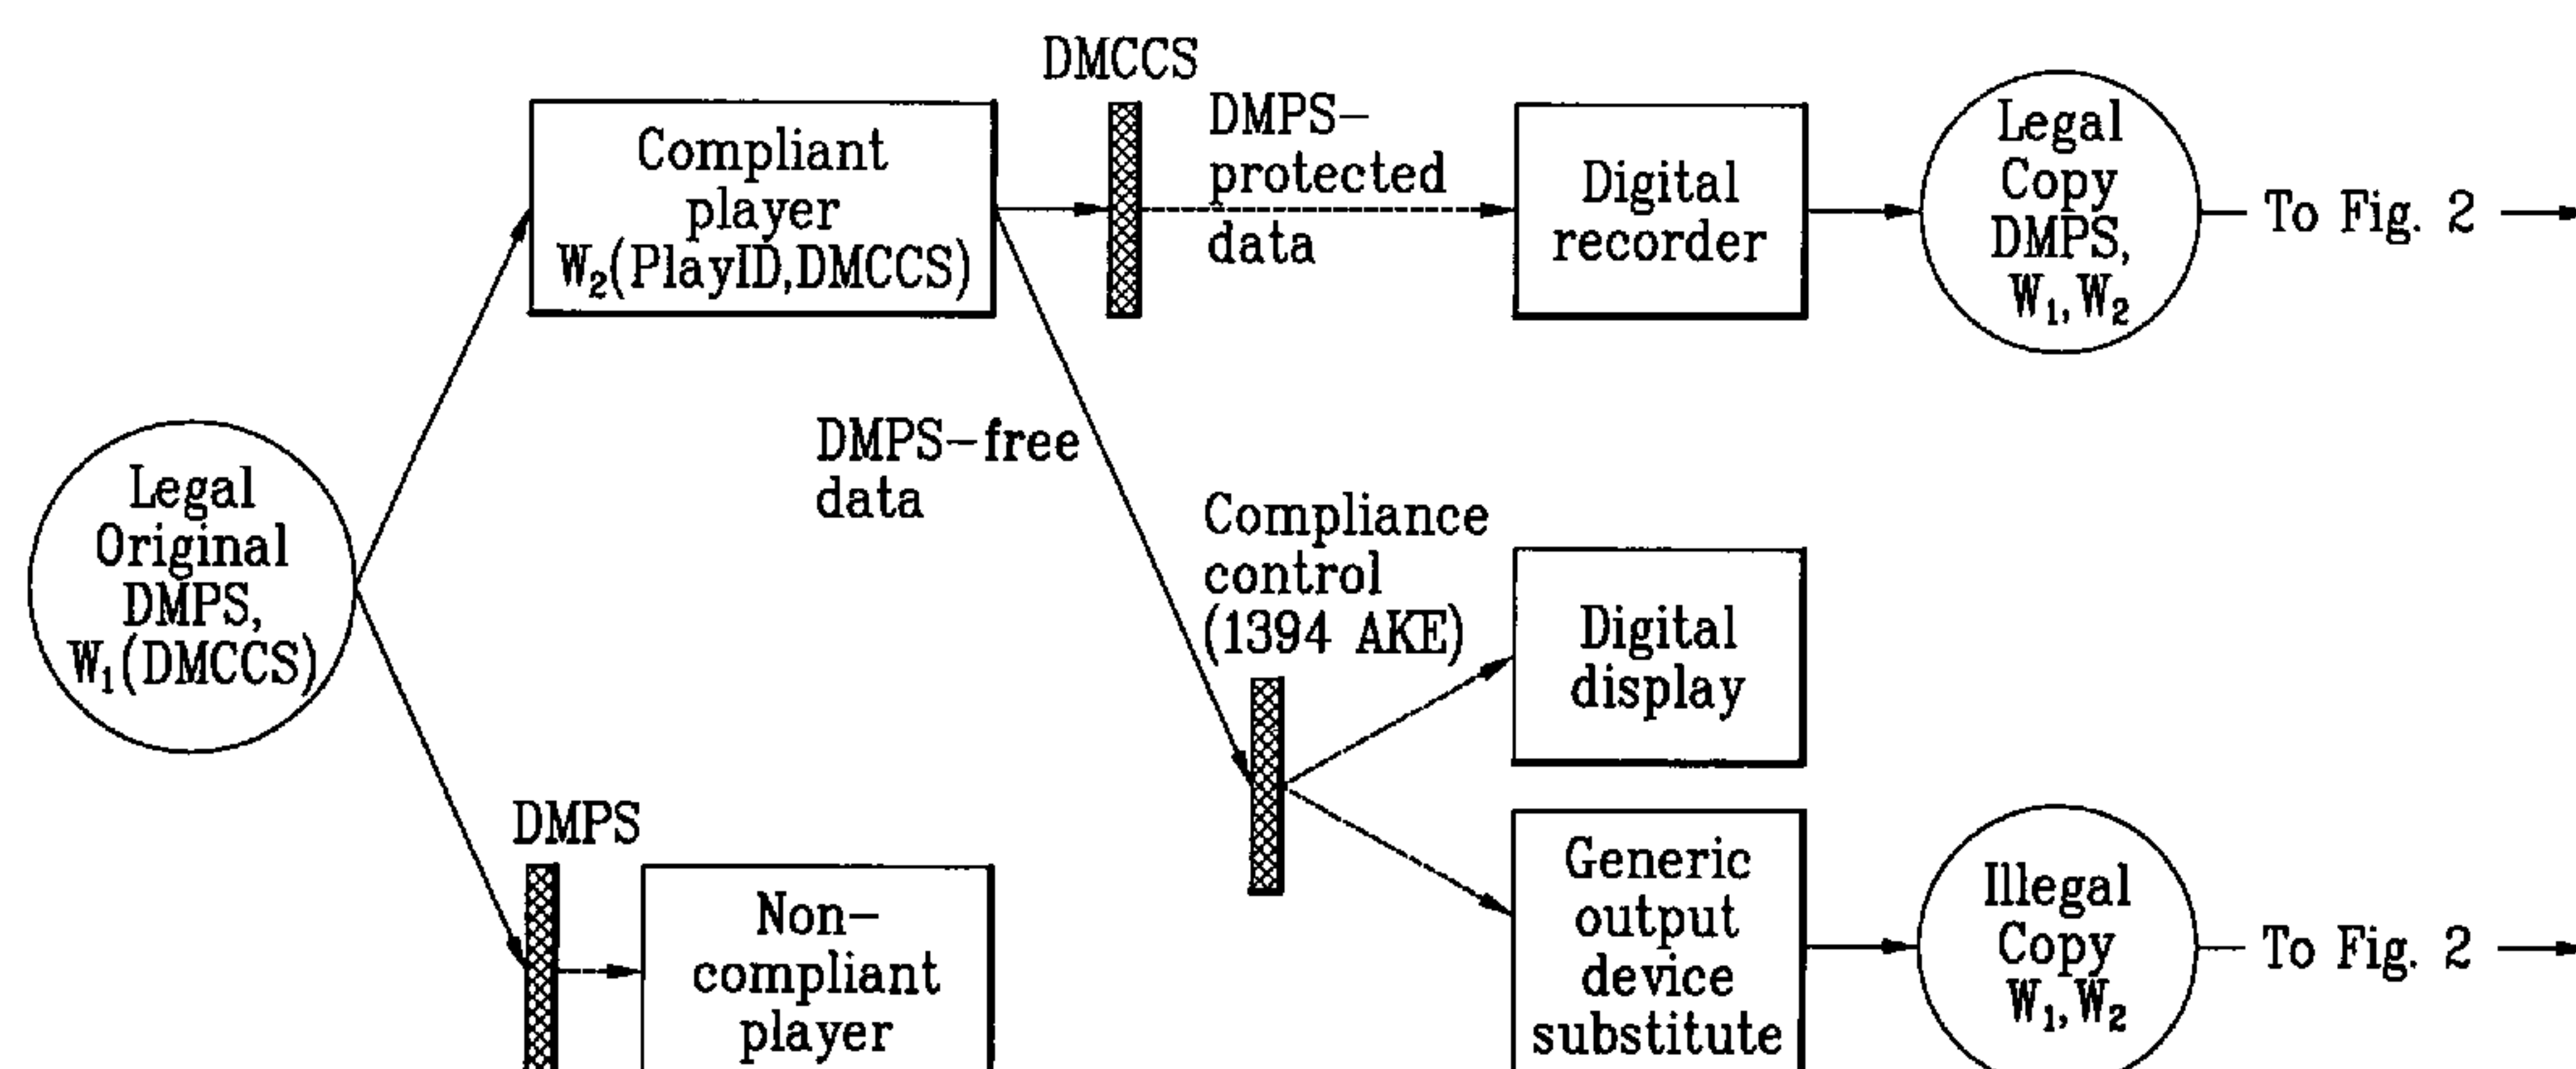 DMCCS
Compliant
player
W₂(PlayID,DMCCS)
DMPS-
protected
data
Digital
recorder
Legal
Copy
DMPS,
W₁, W₂
To Fig. 2
DMPS-free
data
Legal
Original
DMPS,
W₁(DMCCS)
Compliance
control
(1394 AKE)
Digital
display
DMPS
Non-
compliant
player
Generic
output
device
substitute
Illegal
Copy
W₁, W₂
To Fig. 2